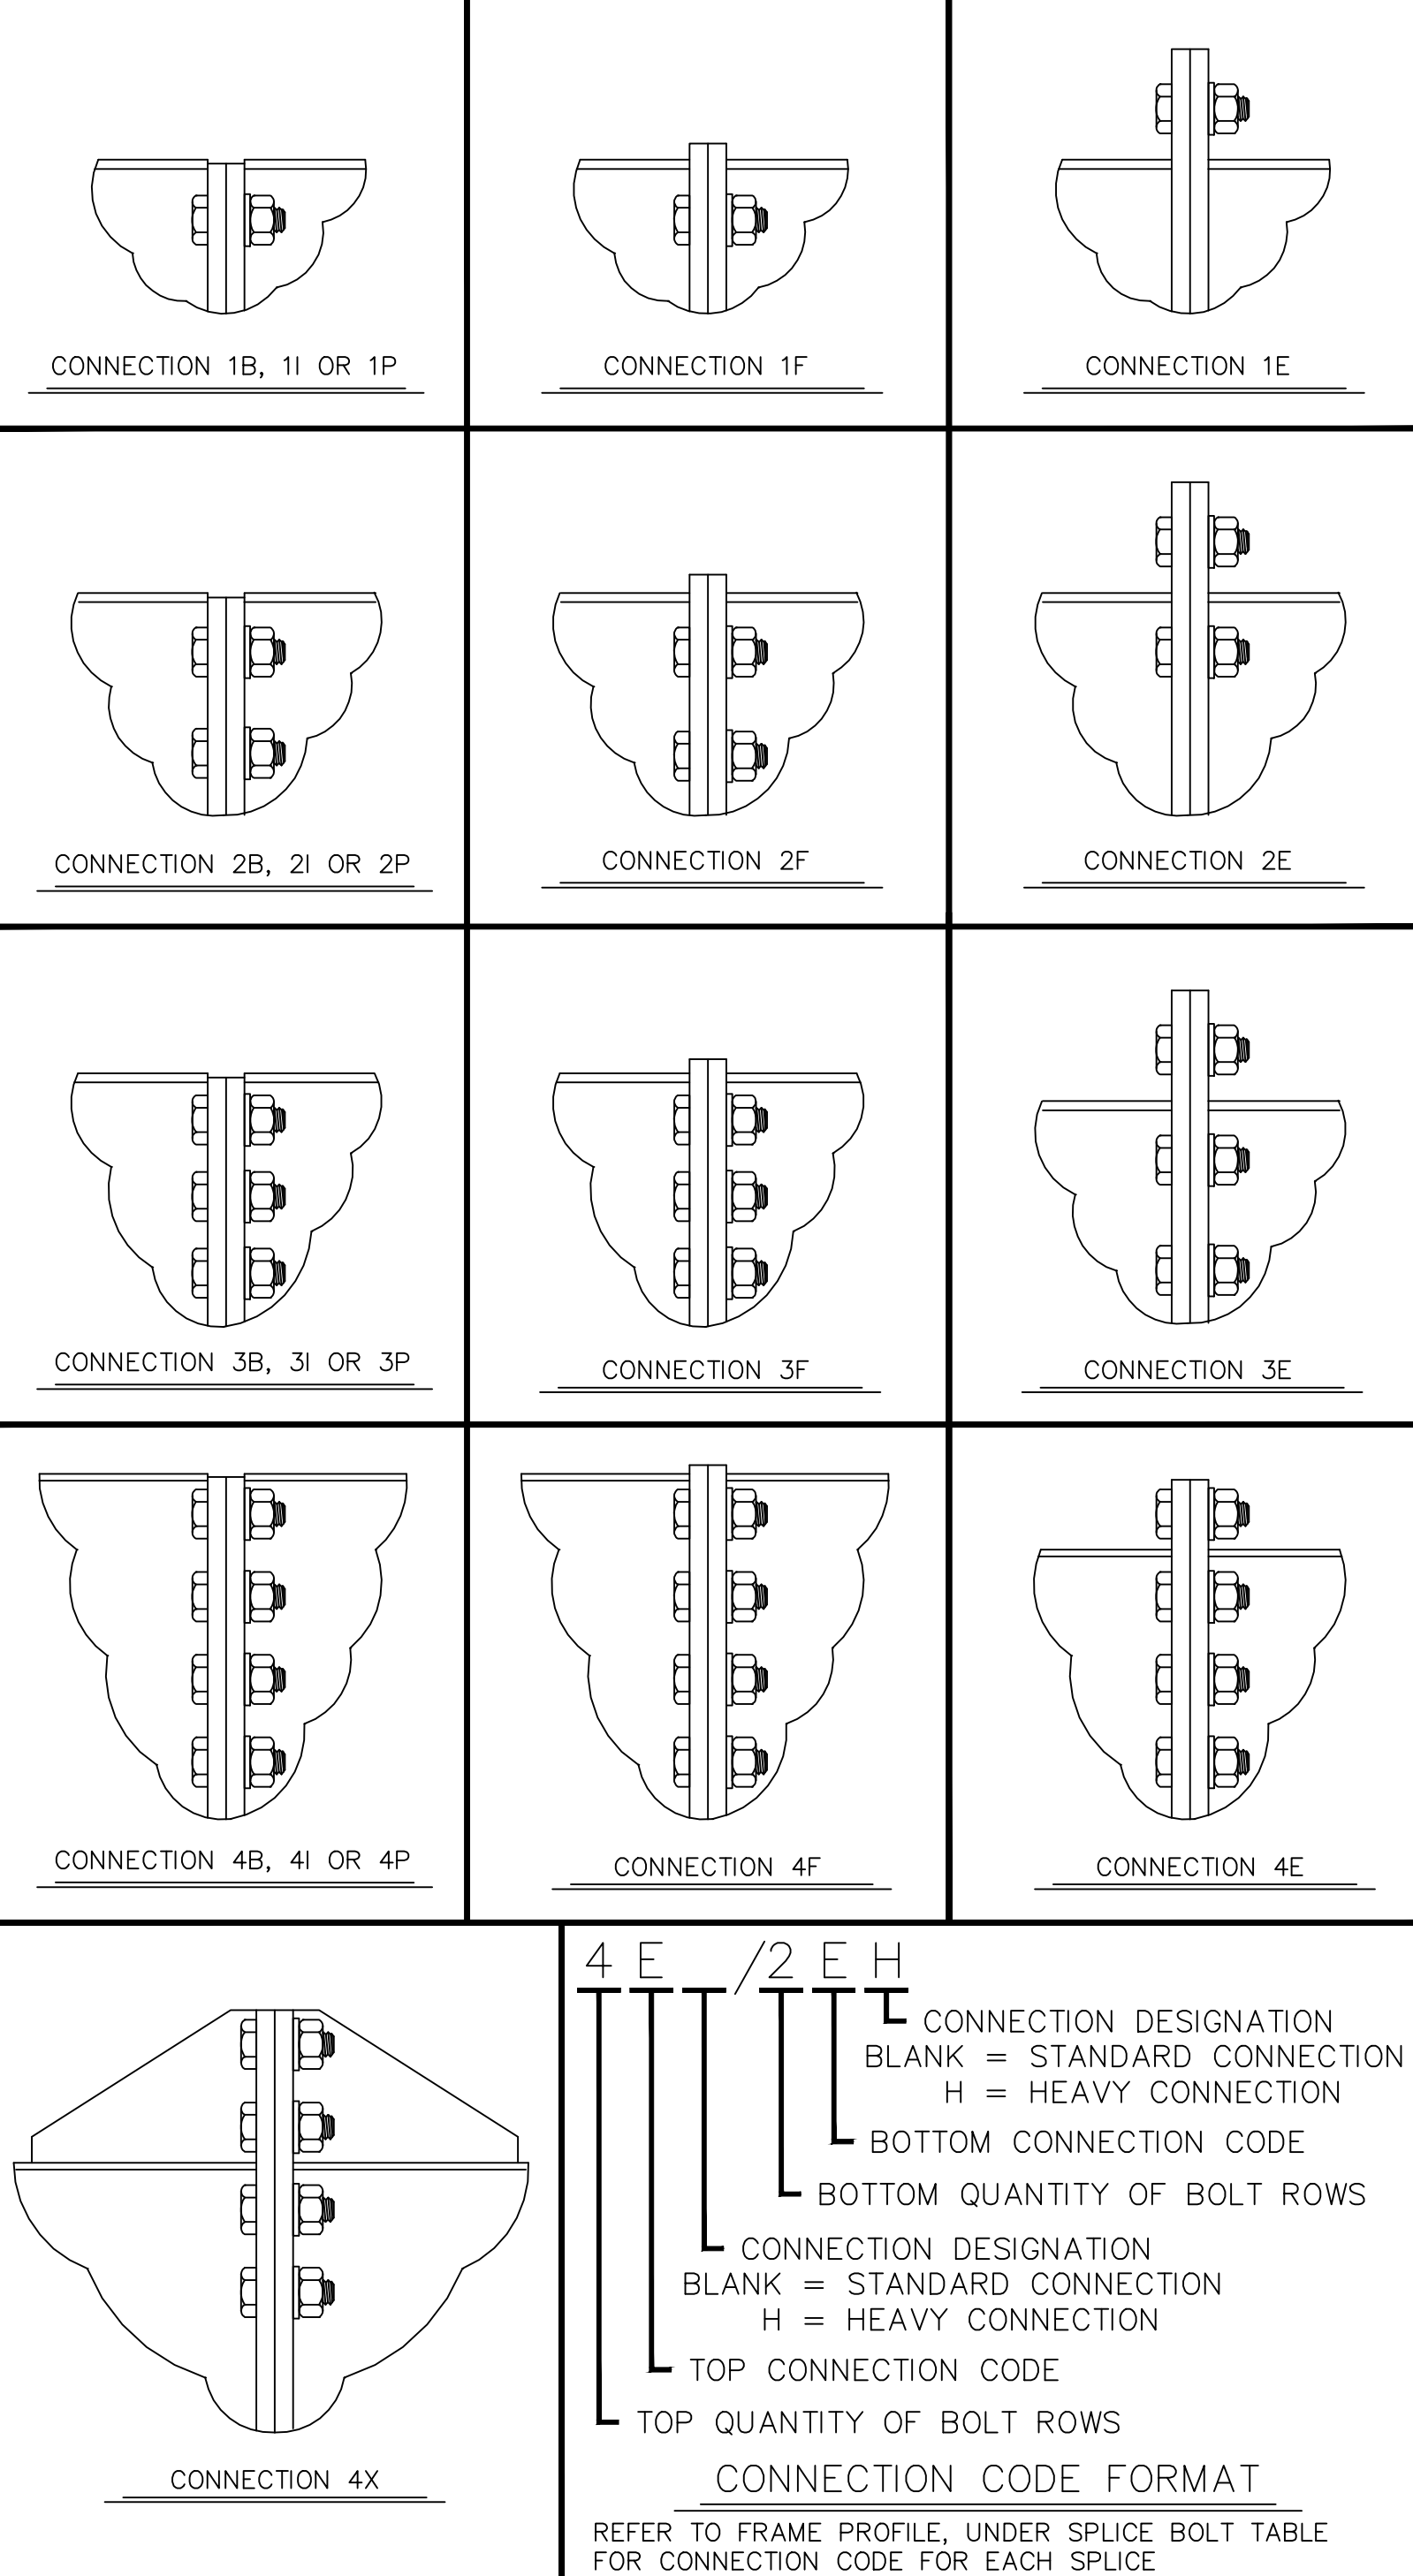 CONNECTION 1B, 1I OR 1P
CONNECTION 1F
CONNECTION 1E
CONNECTION 2B, 2I OR 2P
CONNECTION 2F
CONNECTION 2E
CONNECTION 3B, 3I OR 3P
CONNECTION 3F
CONNECTION 3E
CONNECTION 4B, 4I OR 4P
CONNECTION 4F
CONNECTION 4E
CONNECTION 4X
4 E /2 E H
CONNECTION DESIGNATION
BLANK = STANDARD CONNECTION
H = HEAVY CONNECTION
BOTTOM CONNECTION CODE
BOTTOM QUANTITY OF BOLT ROWS
CONNECTION DESIGNATION
BLANK = STANDARD CONNECTION
H = HEAVY CONNECTION
TOP CONNECTION CODE
TOP QUANTITY OF BOLT ROWS
CONNECTION CODE FORMAT
REFER TO FRAME PROFILE, UNDER SPLICE BOLT TABLE
FOR CONNECTION CODE FOR EACH SPLICE